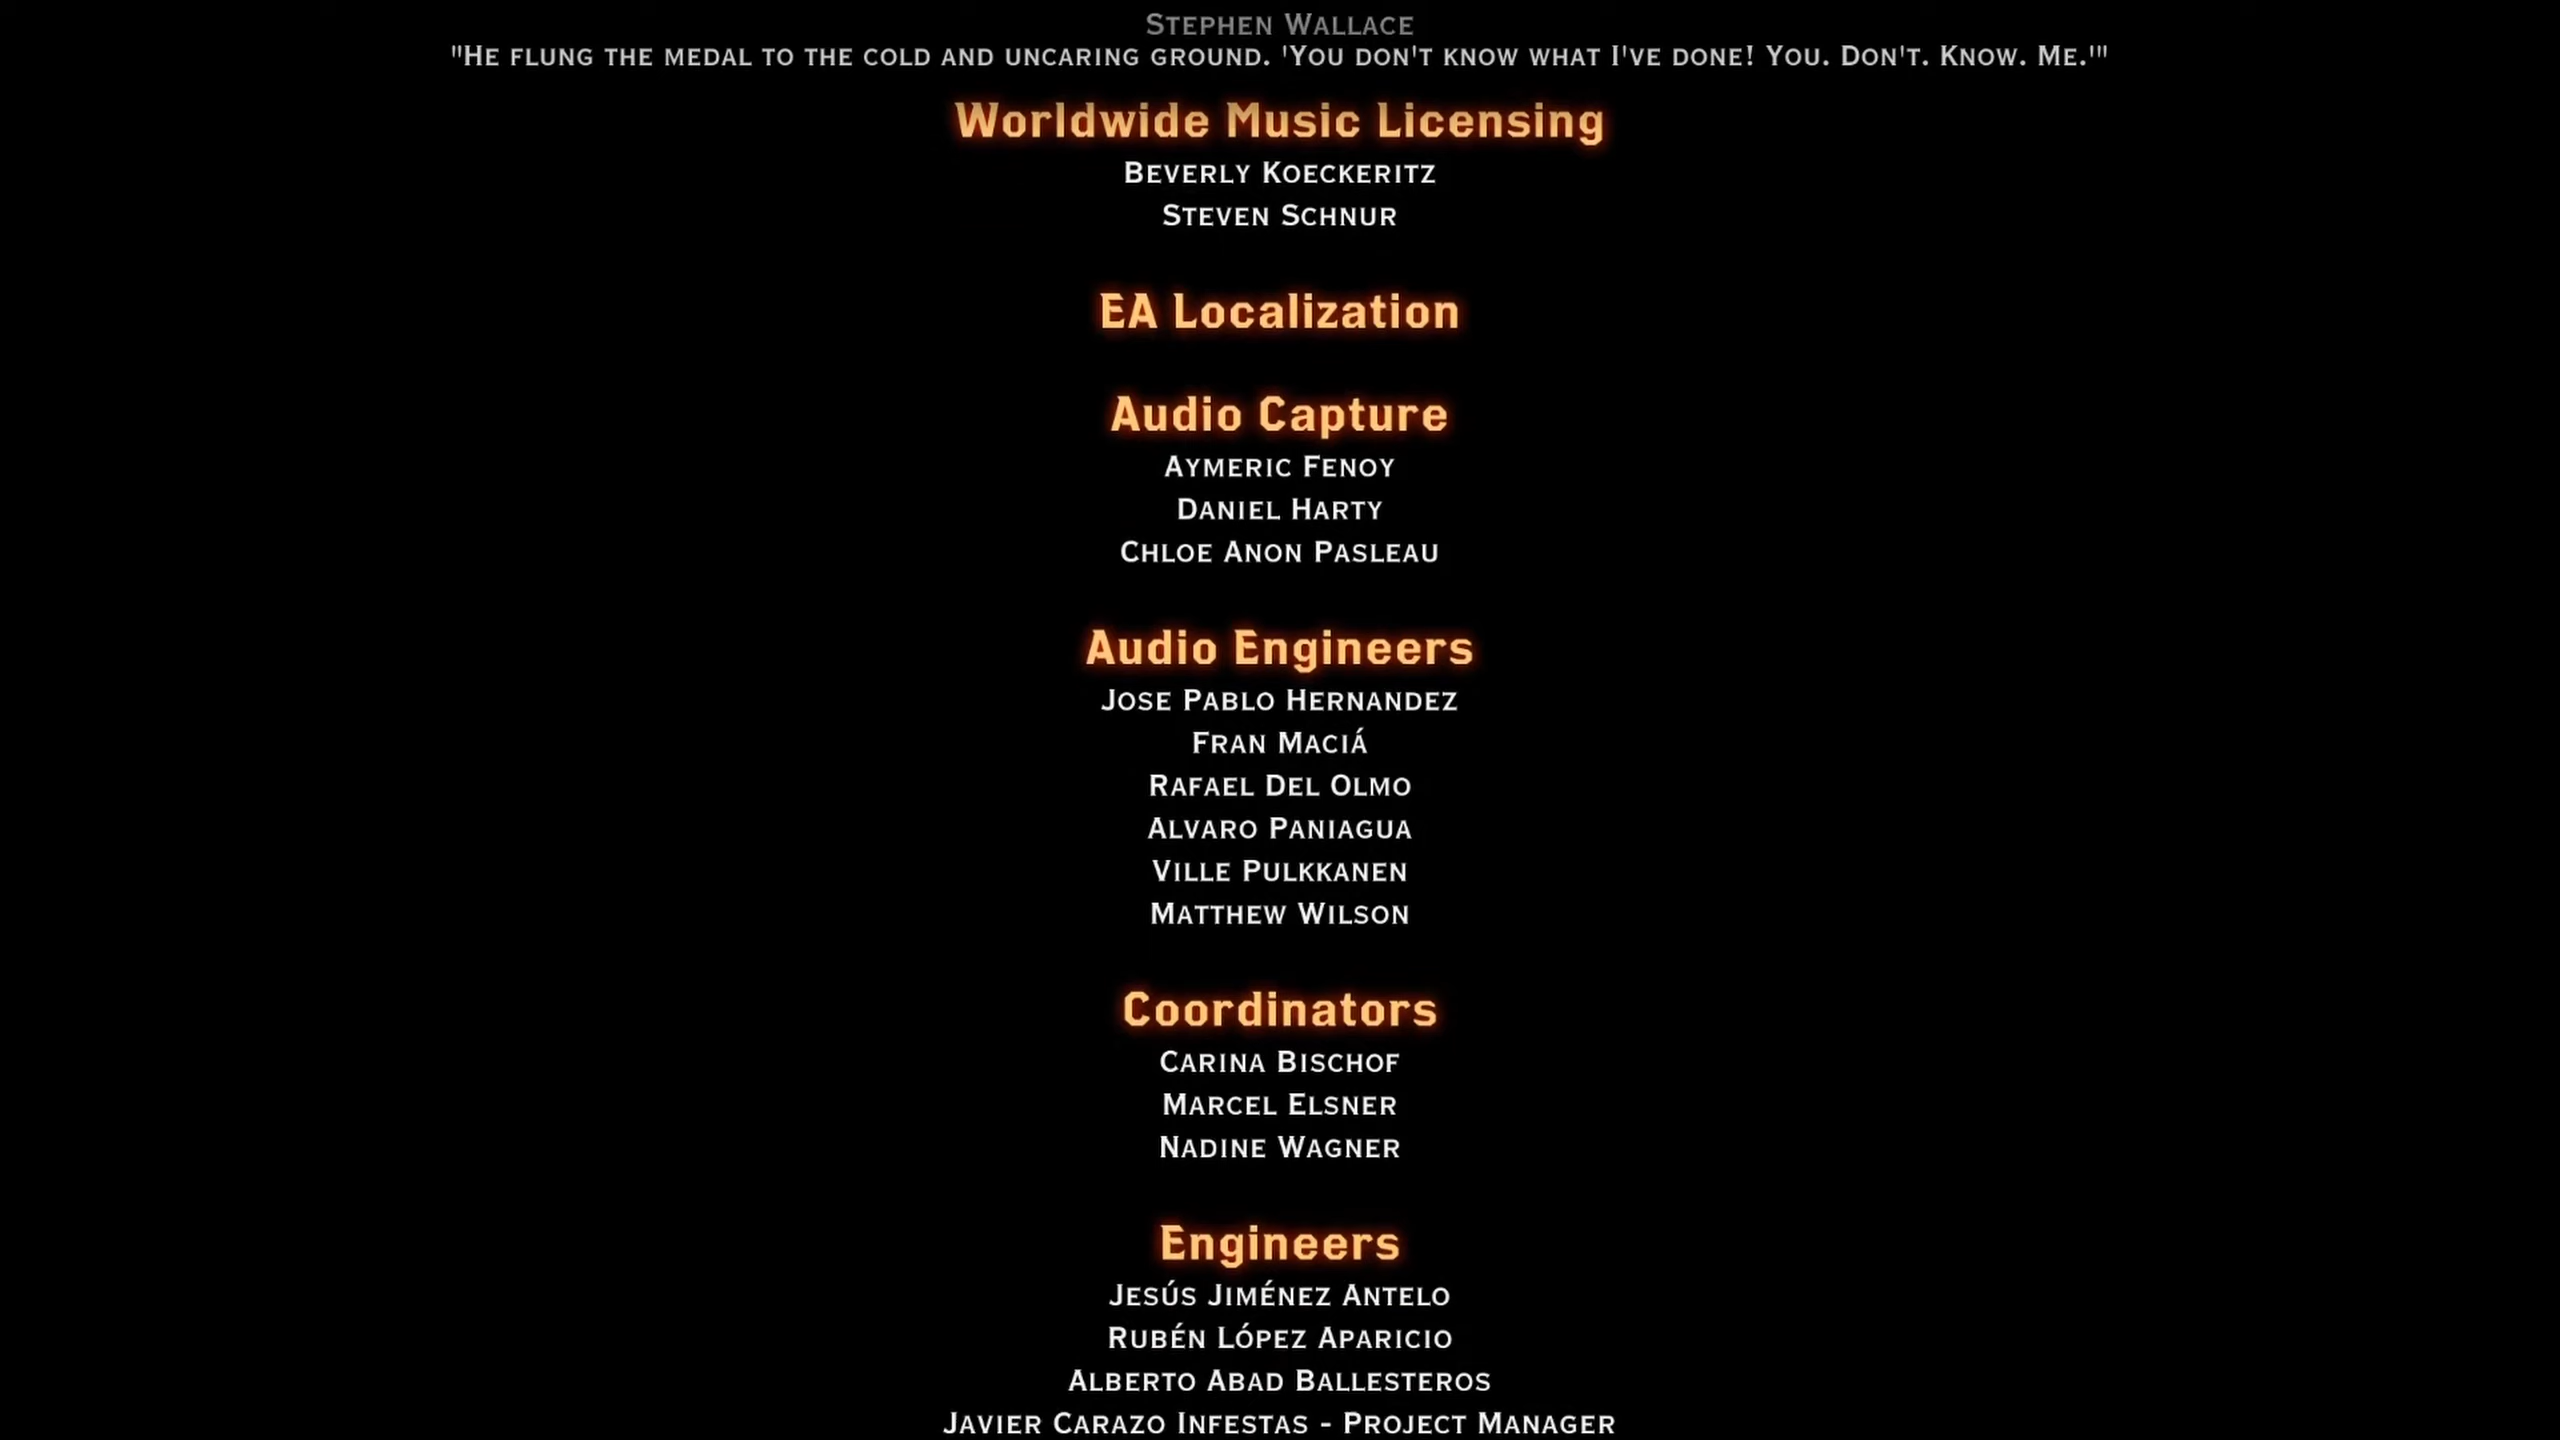 Stephen Wallace
"He flung the medal to the cold and uncaring ground. 'You don't know what I've done! You. Don't. Know. Me.'"
Worldwide Music Licensing
Beverly Koeckeritz
Steven Schnur
EA Localization
Audio Capture
Aymeric Fenoy
Daniel Harty
Chloe Anon Pasleau
Audio Engineers
Jose Pablo Hernandez
Fran Maciá
Rafael Del Olmo
Alvaro Paniagua
Ville Pulkkanen
Matthew Wilson
Coordinators
Carina Bischof
Marcel Elsner
Nadine Wagner
Engineers
Jesús Jiménez Antelo
Rubén López Aparicio
Alberto Abad Ballesteros
Javier Carazo Infestas - Project Manager